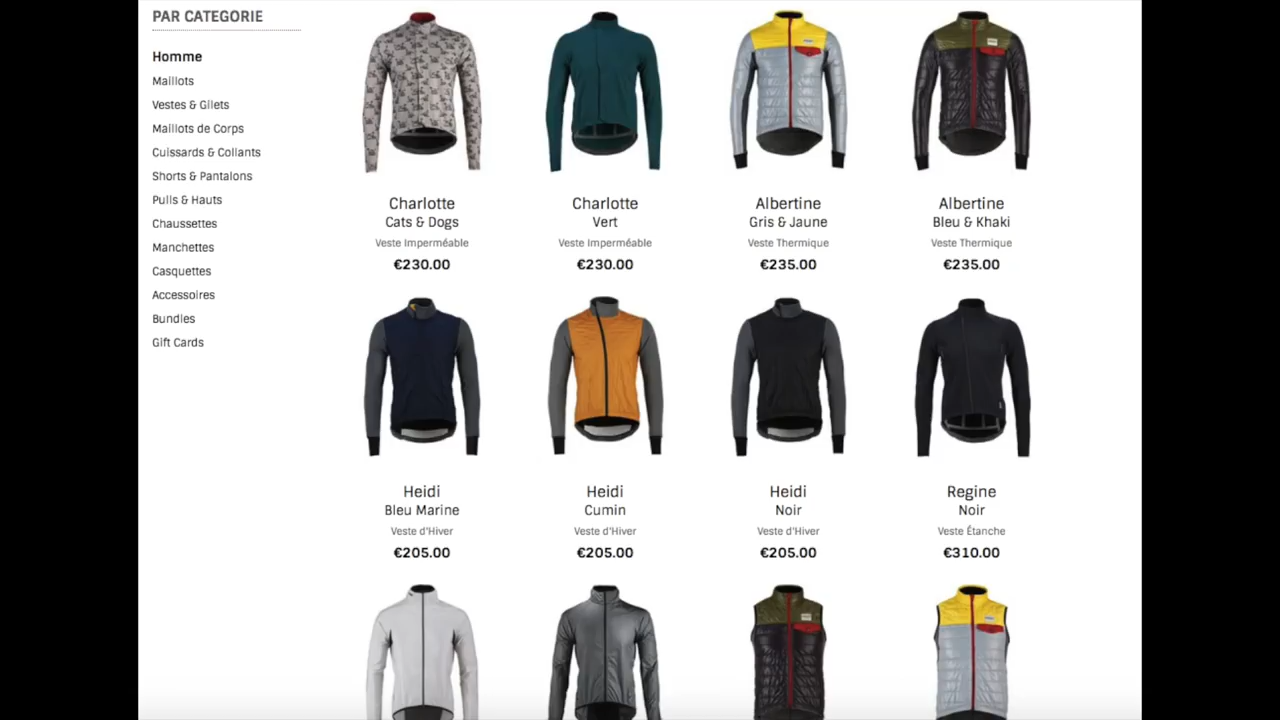 PAR CATEGORIE
Homme
Maillots
Vestes & Gilets
Maillots de Corps
Cuissards & Collants
Shorts & Pantalons
Pulls & Hauts
Chaussettes
Manchettes
Casquettes
Accessoires
Bundles
Gift Cards
Charlotte
Cats & Dogs
Veste Imperméable
€230.00
Charlotte
Vert
Veste Imperméable
€230.00
Albertine
Gris & Jaune
Veste Thermique
€235.00
Albertine
Bleu & Khaki
Veste Thermique
€235.00
Heidi
Bleu Marine
Veste d'Hiver
€205.00
Heidi
Cumin
Veste d'Hiver
€205.00
Heidi
Noir
Veste d'Hiver
€205.00
Regine
Noir
Veste Étanche
€310.00